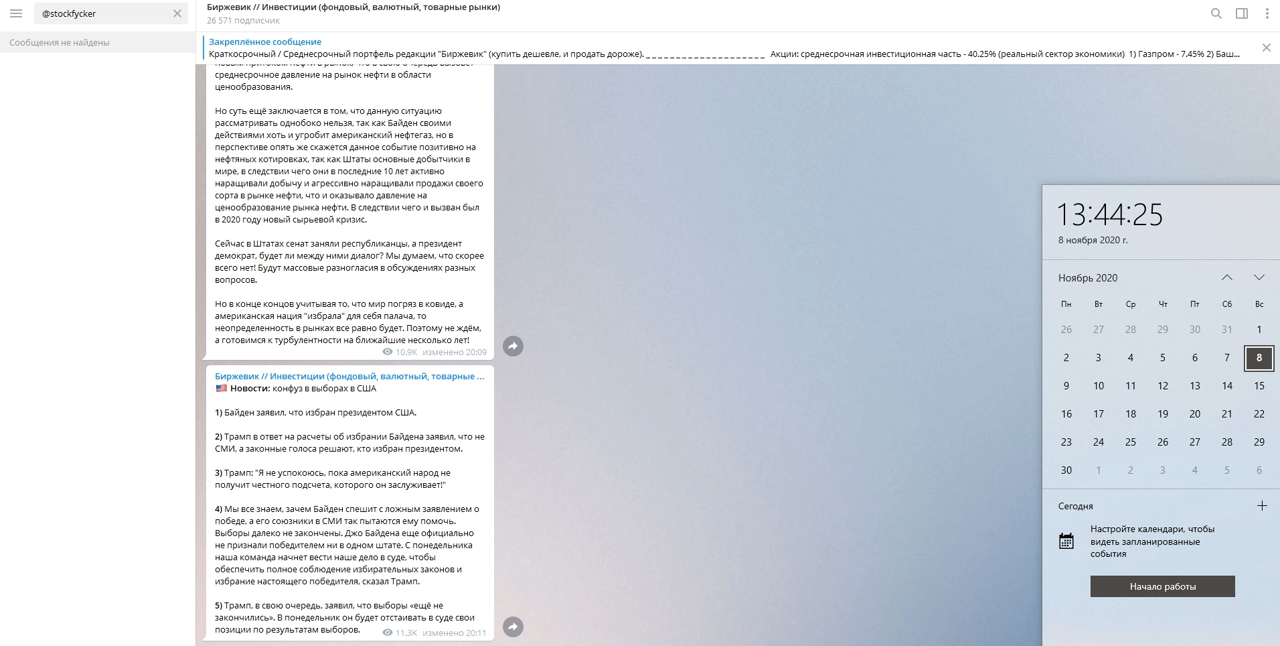 @stockfycker
Сообщения не найдены
Биржевик // Инвестиции (фондовый, валютный, товарные рынки)
26 571 подписчик
Закреплённое сообщение
Краткосрочный / Среднесрочный портфель редакции "Биржевик" (купить дешевле, и продать дороже). _ _ _ _ _ _ _ _ _ _ _ _ _ _ _ _ _ _ _ Акции: среднесрочная инвестиционная часть - 40.25% (реальный сектор экономики) 1) Газпром - 7.45% 2) Баш...
среднесрочное давление на рынок нефти в области
ценообразования.
Но суть ещё заключается в том, что данную ситуацию
рассматривать однобоко нельзя, так как Байден своими
действиями хоть и угробит американский нефтегаз, но в
перспективе опять же скажется данное событие позитивно на
нефтяных котировках, так как Штаты основные добытчики в
мире, в следствии чего они в последние 10 лет активно
наращивали добычу и агрессивно наращивали продажи своего
сорта в рынке нефти, что и оказывало давление на
ценообразование рынка нефти. В следствии чего и вызван был
в 2020 году новый сырьевой кризис.
Сейчас в Штатах сенат заняли республиканцы, а президент
демократ, будет ли между ними диалог? Мы думаем, что скорее
всего нет! Будут массовые разногласия в обсуждениях разных
вопросов.
Но в конце концов учитывая то, что мир погряз в ковиде, а
американская нация "избрала" для себя палача, то
неопределенность в рынках все равно будет. Поэтому не ждём,
а готовимся к турбулентности на ближайшие несколько лет!
10.9K изменено 20:09
Биржевик // Инвестиции (фондовый, валютный, товарные ...
Новости: конфуз в выборах в США
1) Байден заявил, что избран президентом США.
2) Трамп в ответ на расчеты об избрании Байдена заявил, что не
СМИ, а законные голоса решают, кто избран президентом.
3) Трамп: "Я не успокоюсь, пока американский народ не
получит честного подсчета, которого он заслуживает!"
4) Мы все знаем, зачем Байден спешит с ложным заявлением о
победе, а его союзники в СМИ так пытаются ему помочь.
Выборы далеко не закончены. Джо Байдена еще официально
не признали победителем ни в одном штате. С понедельника
наша команда начнет вести наше дело в суде, чтобы
обеспечить полное соблюдение избирательных законов и
избрание настоящего победителя, сказал Трамп.
5) Трамп, в свою очередь, заявил, что выборы «ещё не
закончились». В понедельник он будет отстаивать в суде свои
позиции по результатам выборов.
11.3K изменено 20:11
13:44:25
8 ноября 2020 г.
Ноябрь 2020
Пн Вт Ср Чт Пт Сб Вс
26 27 28 29 30 31 1
2 3 4 5 6 7 8
9 10 11 12 13 14 15
16 17 18 19 20 21 22
23 24 25 26 27 28 29
30 1 2 3 4 5 6
Сегодня
Настройте календари, чтобы
видеть запланированные
события
Начало работы